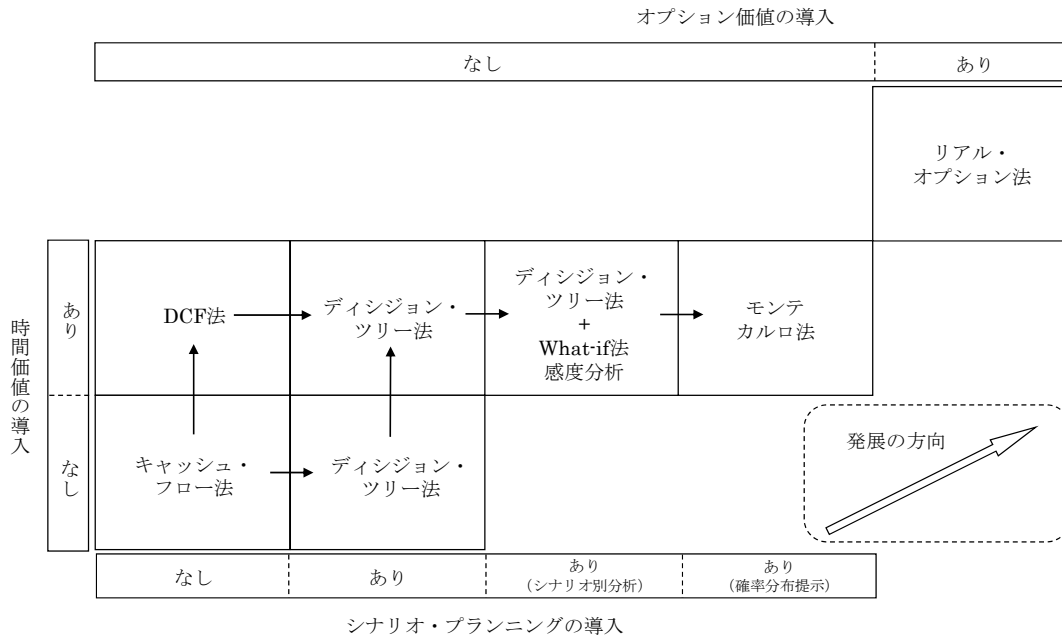 オプション価値の導入
なし
あり
リアル・
オプション法
時間価値の導入
あり
なし
DCF法
ディシジョン・
ツリー法
ディシジョン・
ツリー法
+
What-if法
感度分析
モンテ
カルロ法
キャッシュ・
フロー法
ディシジョン・
ツリー法
発展の方向
なし
あり
あり
(シナリオ別分析)
あり
(確率分布提示)
シナリオ・プランニングの導入